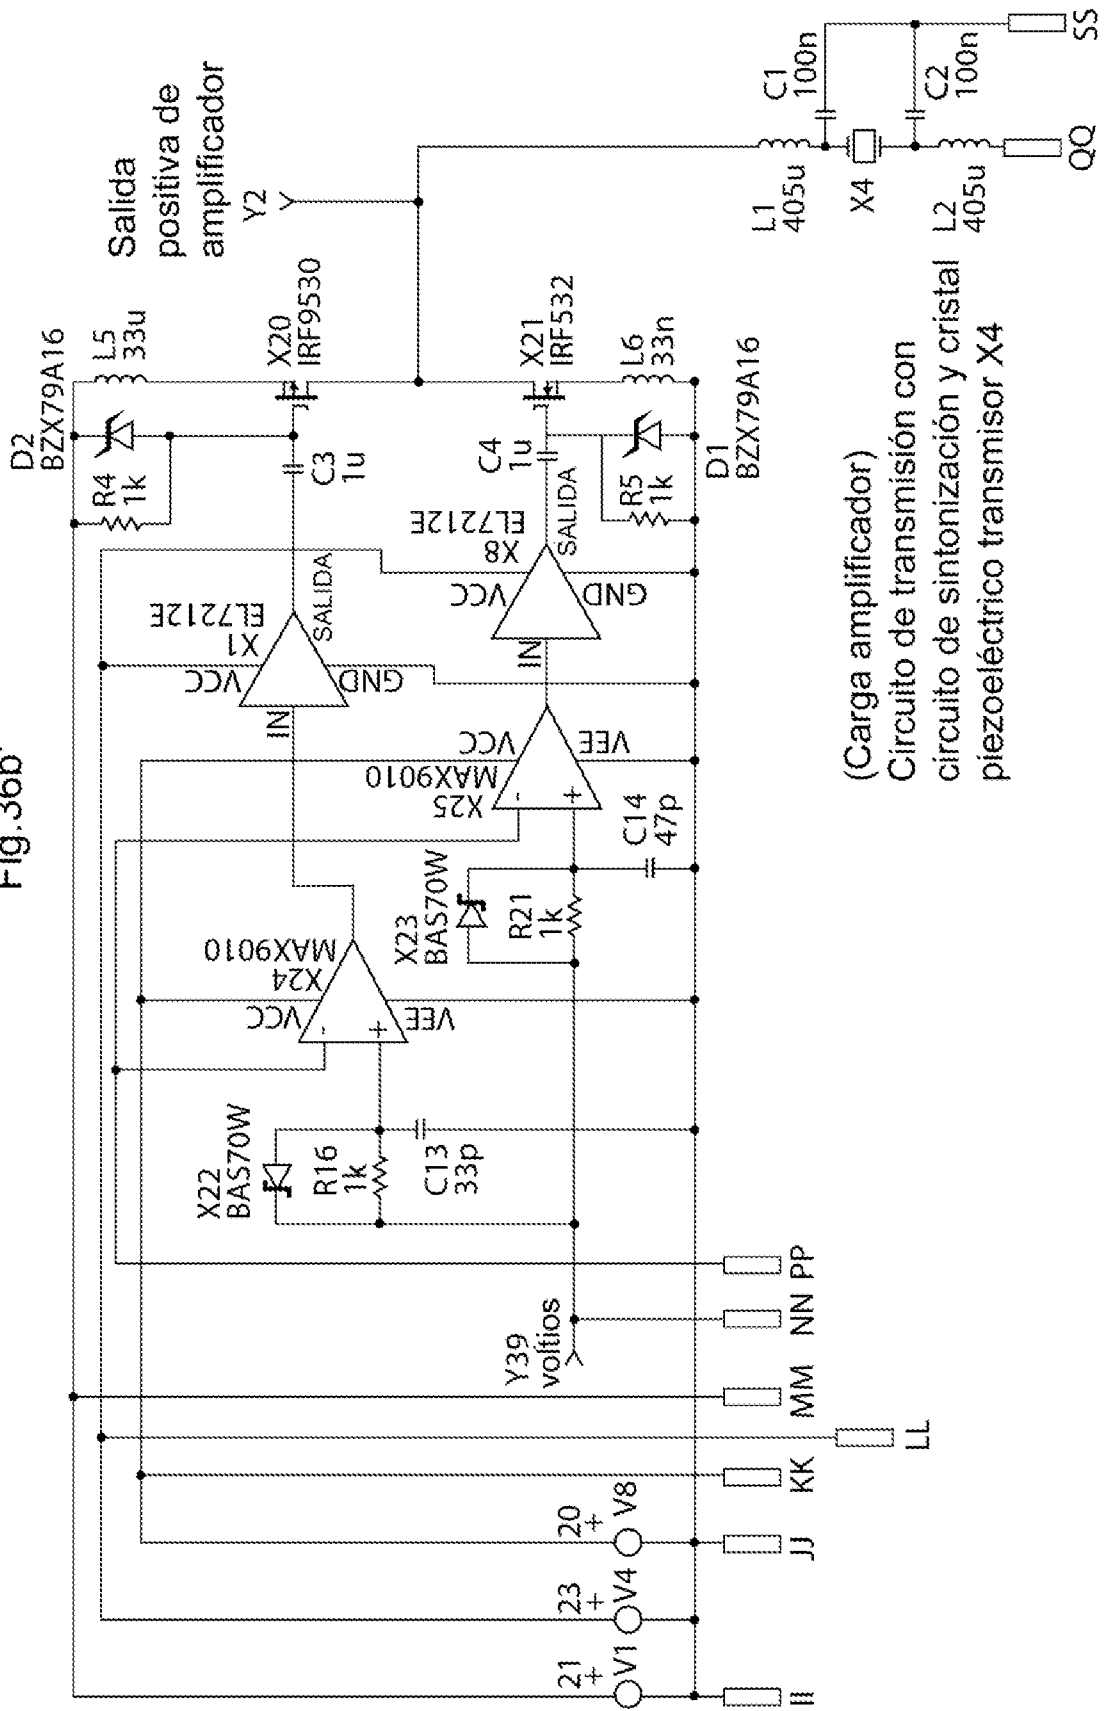 Fig.36b'
Salida
positiva de
amplificador
Y2
D2
BZX79A16
L5
33u
R4
1k
X20
IRF9530
C3
1u
EL7212E
X1
VCC
GND
IN
SALIDA
EL7212E
X8
VCC
GND
IN
SALIDA
C4
1u
X21
IRF532
L6
33n
R5
1k
D1
BZX79A16
MAX9010
X24
VCC
VEE
-
+
MAX9010
X25
VCC
VEE
-
+
X22
BAS70W
R16
1k
C13
33p
X23
BAS70W
R21
1k
C14
47p
Y39
voltios
21
+
V1
23
+
V4
20
+
V8
II
JJ
KK
LL
MM
NN
PP
L1
405u
C1
100n
X4
C2
100n
L2
405u
QQ
SS
(Carga amplificador)
Circuito de transmisión con
circuito de sintonización y cristal
piezoeléctrico transmisor X4